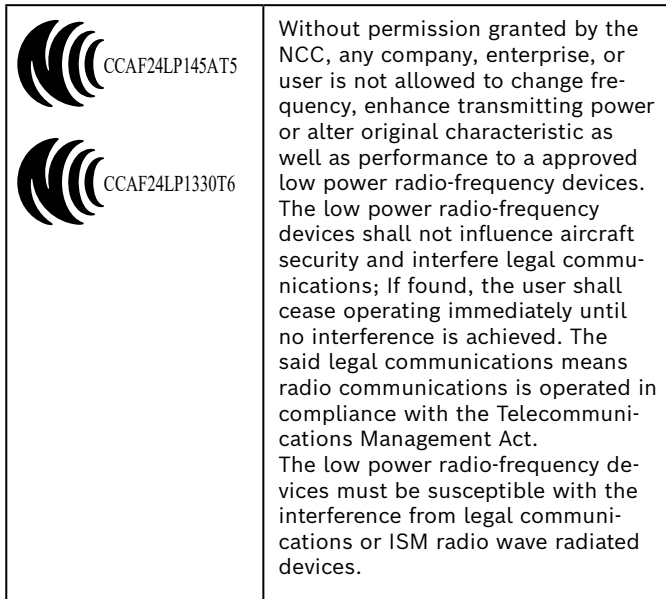 CCAF24LP145AT5
CCAF24LP1330T6
Without permission granted by the
NCC, any company, enterprise, or
user is not allowed to change fre-
quency, enhance transmitting power
or alter original characteristic as
well as performance to a approved
low power radio-frequency devices.
The low power radio-frequency
devices shall not influence aircraft
security and interfere legal commu-
nications; If found, the user shall
cease operating immediately until
no interference is achieved. The
said legal communications means
radio communications is operated in
compliance with the Telecommuni-
cations Management Act.
The low power radio-frequency de-
vices must be susceptible with the
interference from legal communi-
cations or ISM radio wave radiated
devices.